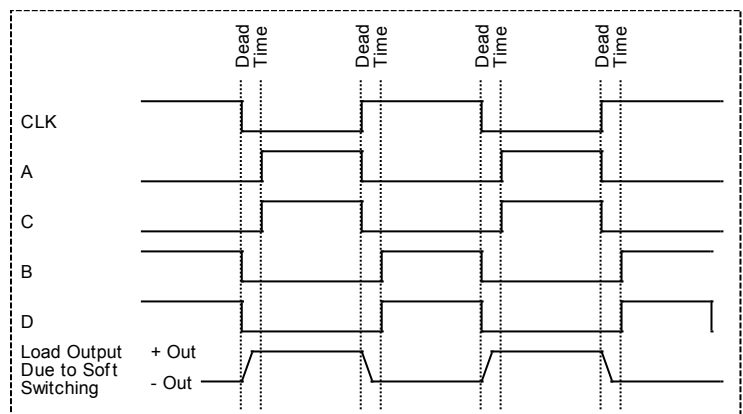 Dead
Time
Dead
Time
Dead
Time
Dead
Time
CLK
A
C
B
D
Load Output + Out
Due to Soft
Switching - Out